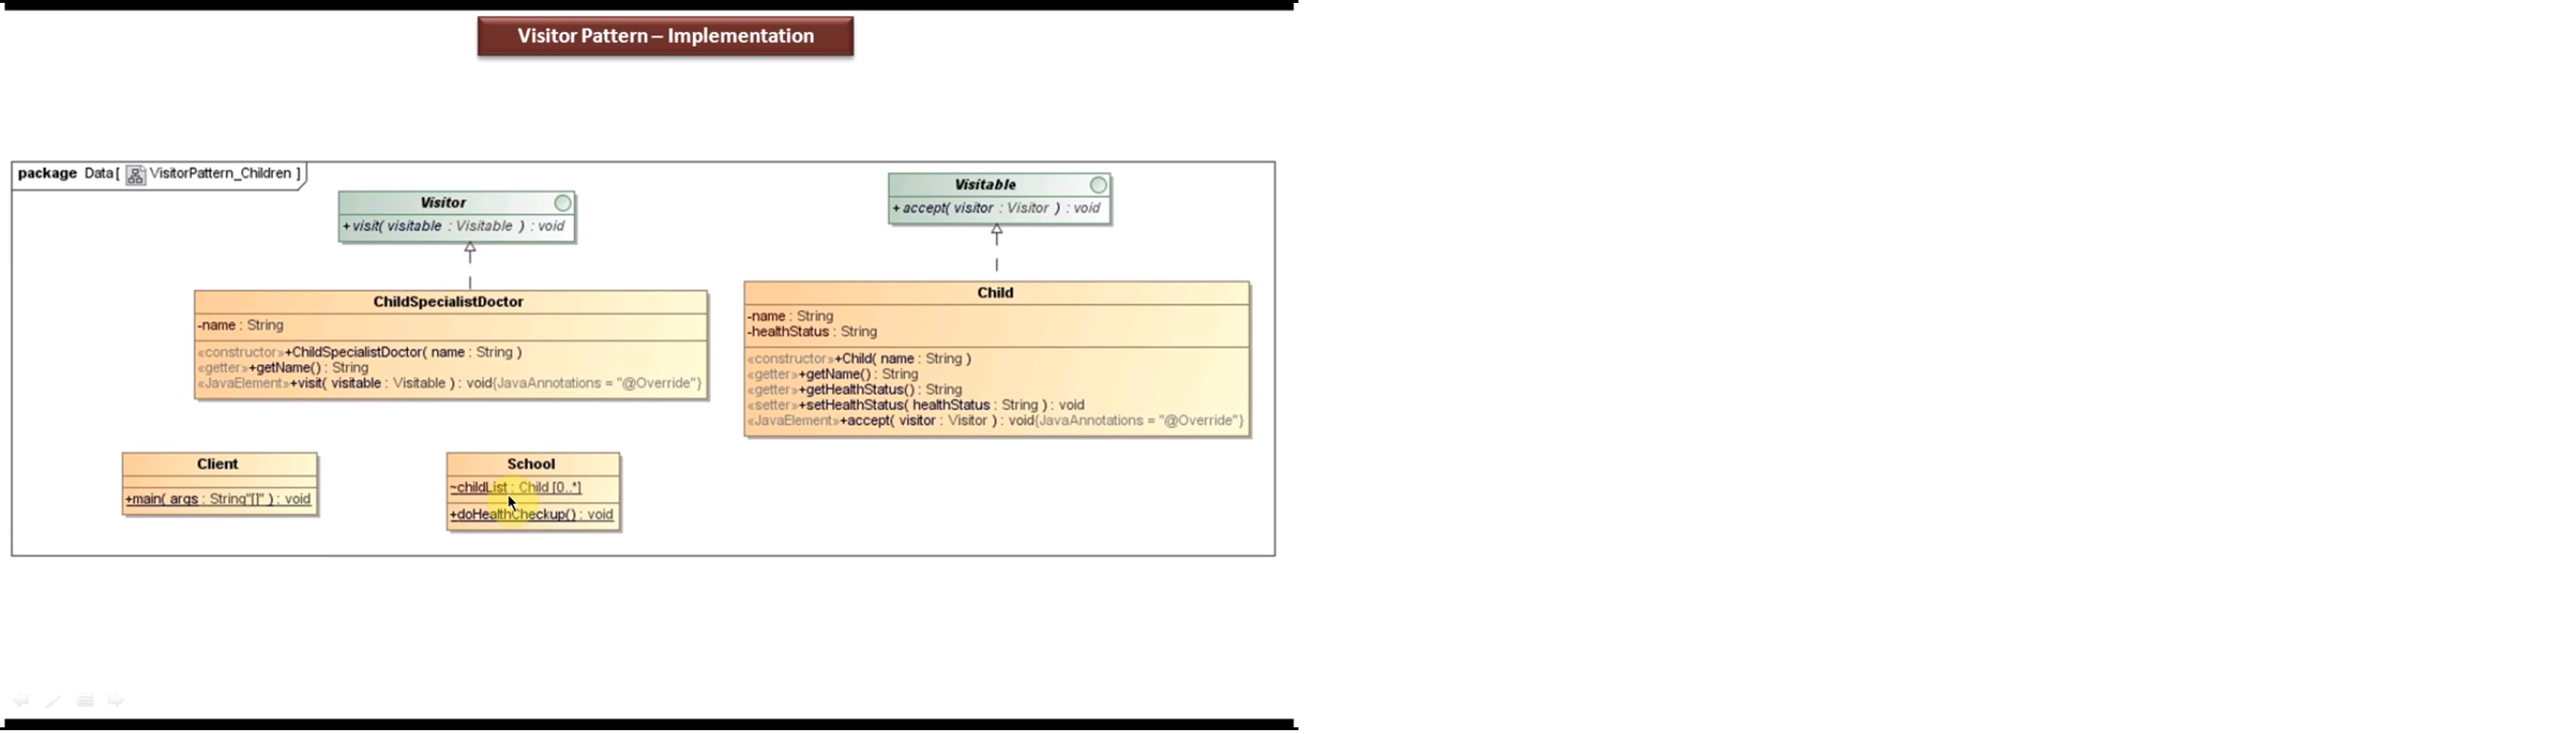 Visitor Pattern – Implementation
package Data[ VisitorPattern_Children ]
Visitor
+visit( visitable : Visitable ) : void
Visitable
+accept( visitor : Visitor ) : void
ChildSpecialistDoctor
-name : String
«constructor»+ChildSpecialistDoctor( name : String )
«getter»+getName() : String
«JavaElement»+visit( visitable : Visitable ) : void{JavaAnnotations = "@Override"}
Child
-name : String
-healthStatus : String
«constructor»+Child( name : String )
«getter»+getName() : String
«getter»+getHealthStatus() : String
«setter»+setHealthStatus( healthStatus : String ) : void
«JavaElement»+accept( visitor : Visitor ) : void{JavaAnnotations = "@Override"}
Client
+main( args : String"[]" ) : void
School
~childList : Child [0..*]
+doHealthCheckup() : void